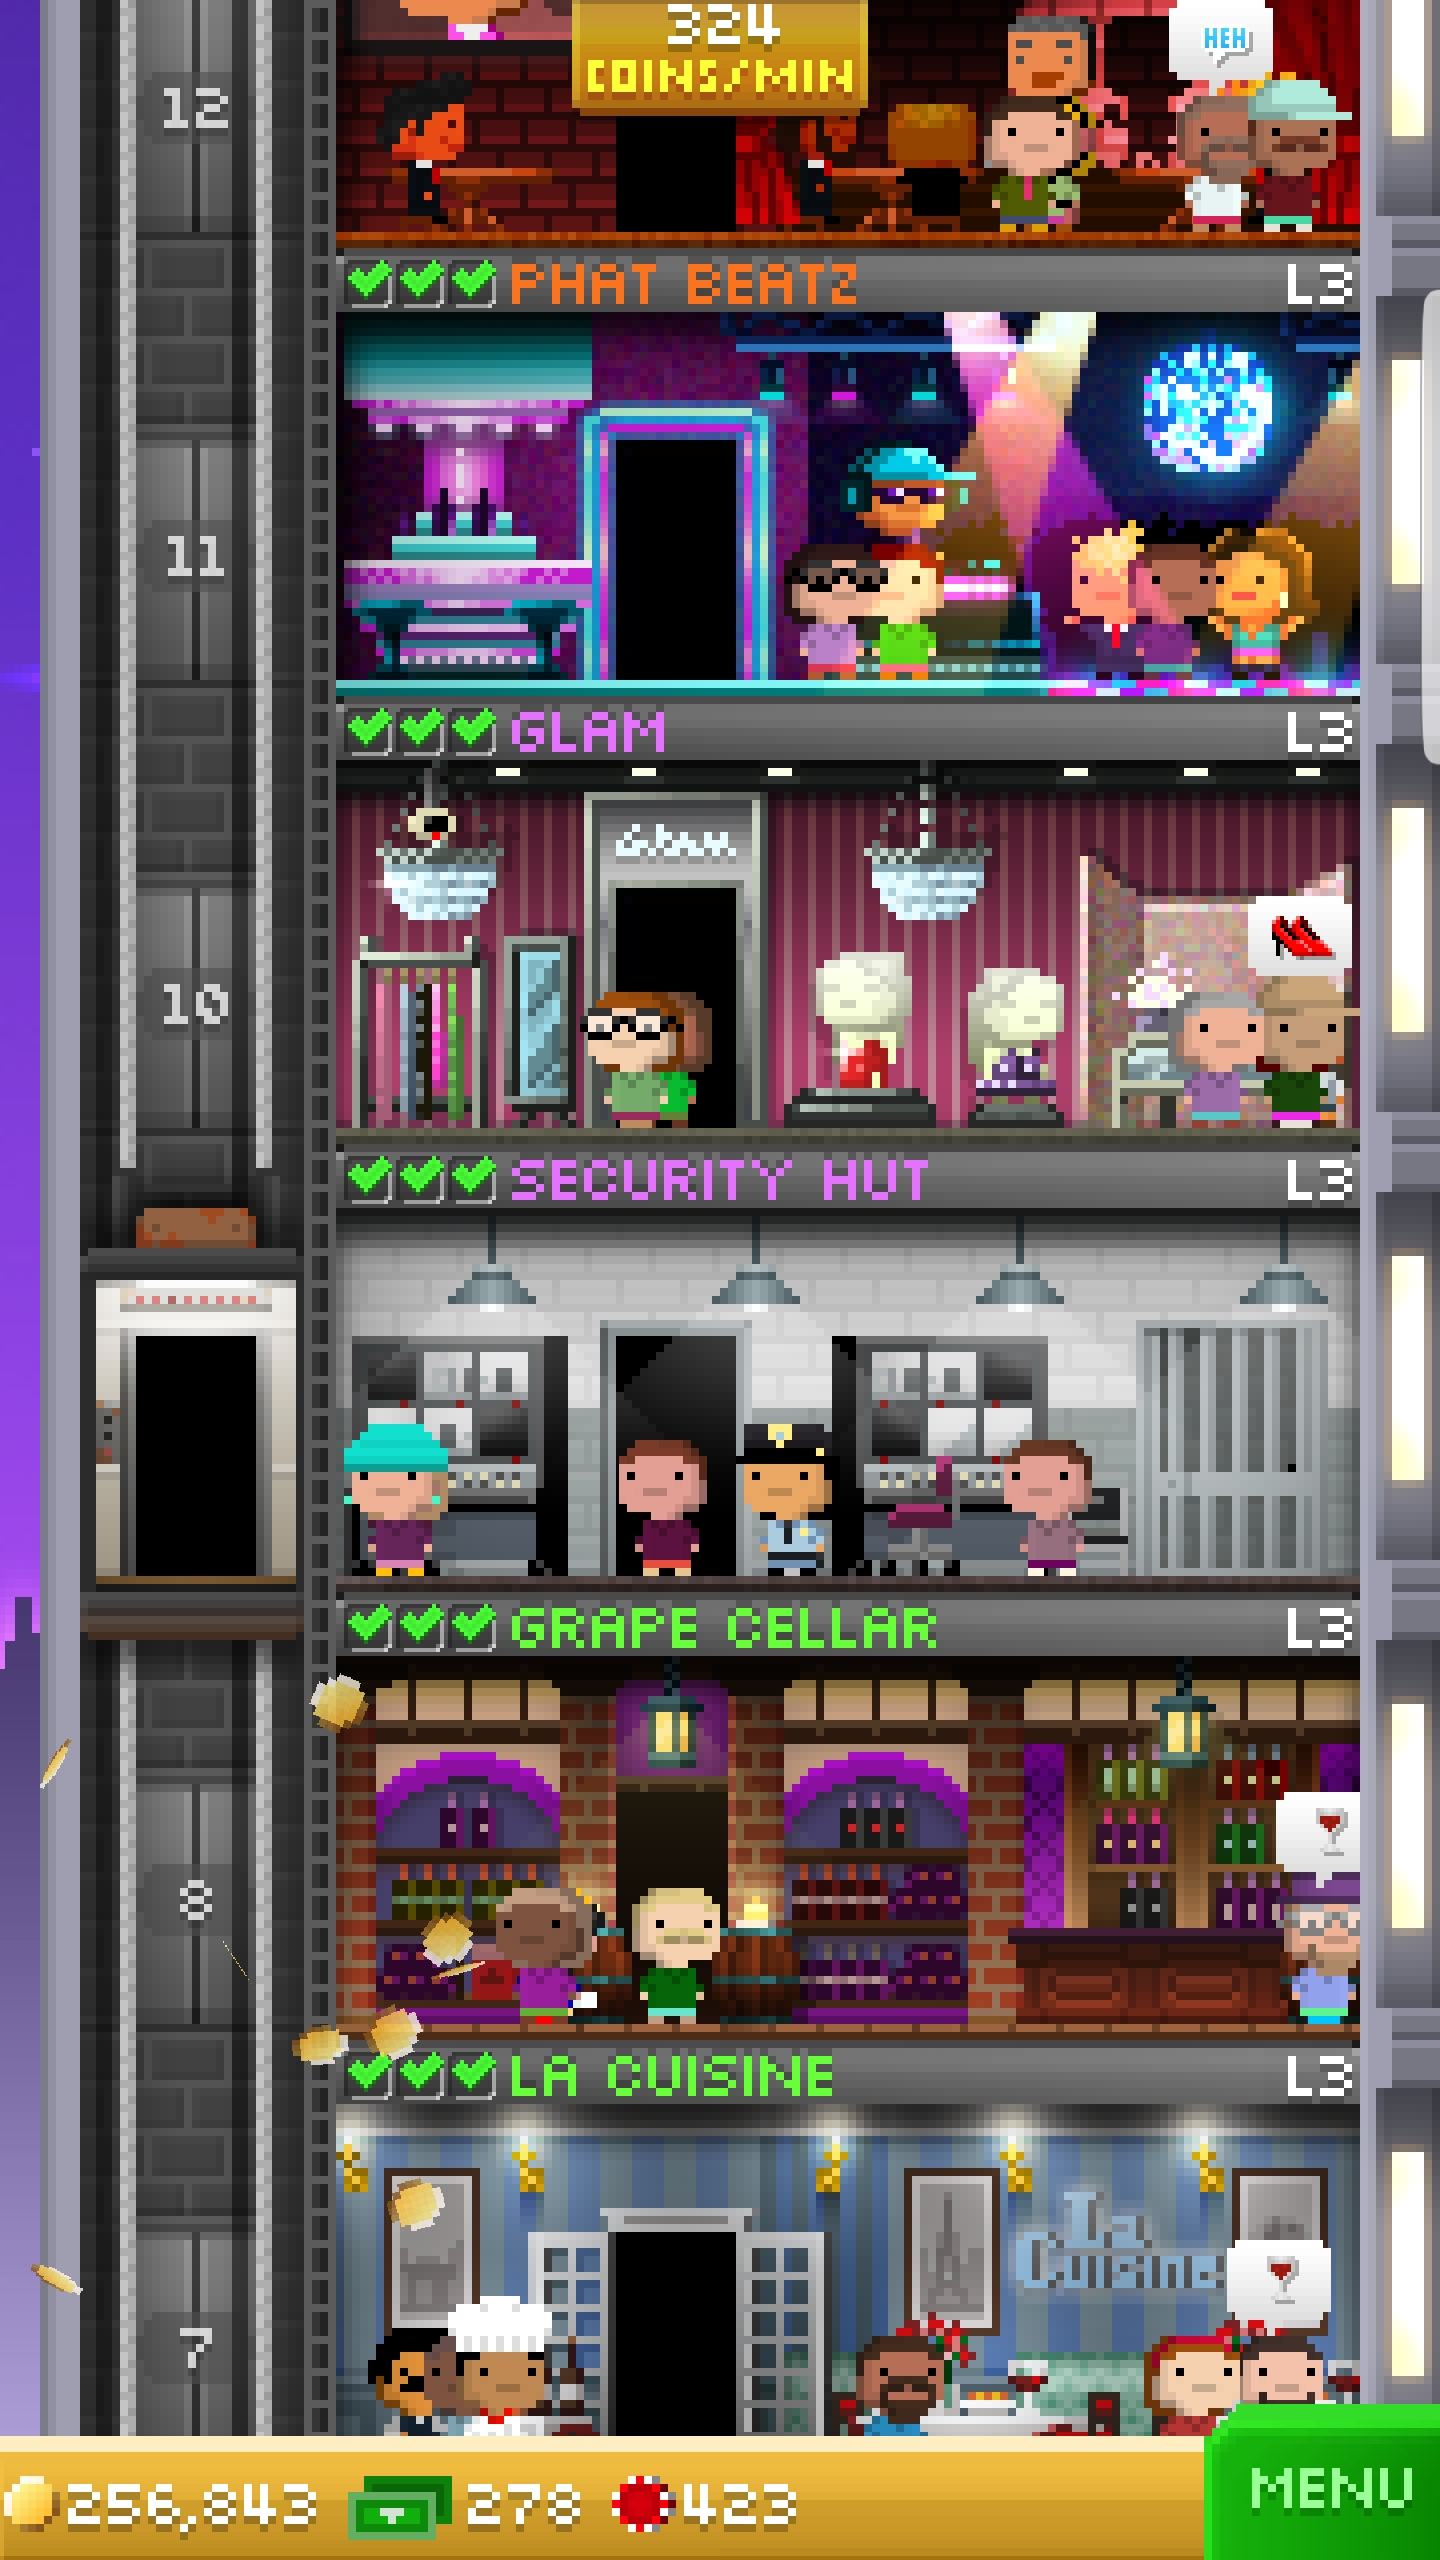 324
COINS/MIN
HEH
12
PHAT BEATZ L3
11
GLAM L3
Glam
10
SECURITY HUT L3
GRAPE CELLAR L3
8
LA CUISINE L3
La
Cuisine
7
256,843 278 423
MENU